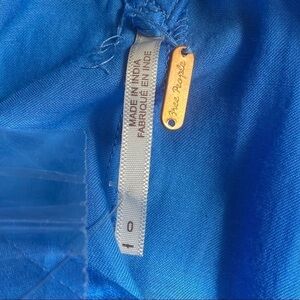 MADE IN INDIA
FABRIQUÉ EN INDE
0
Free People